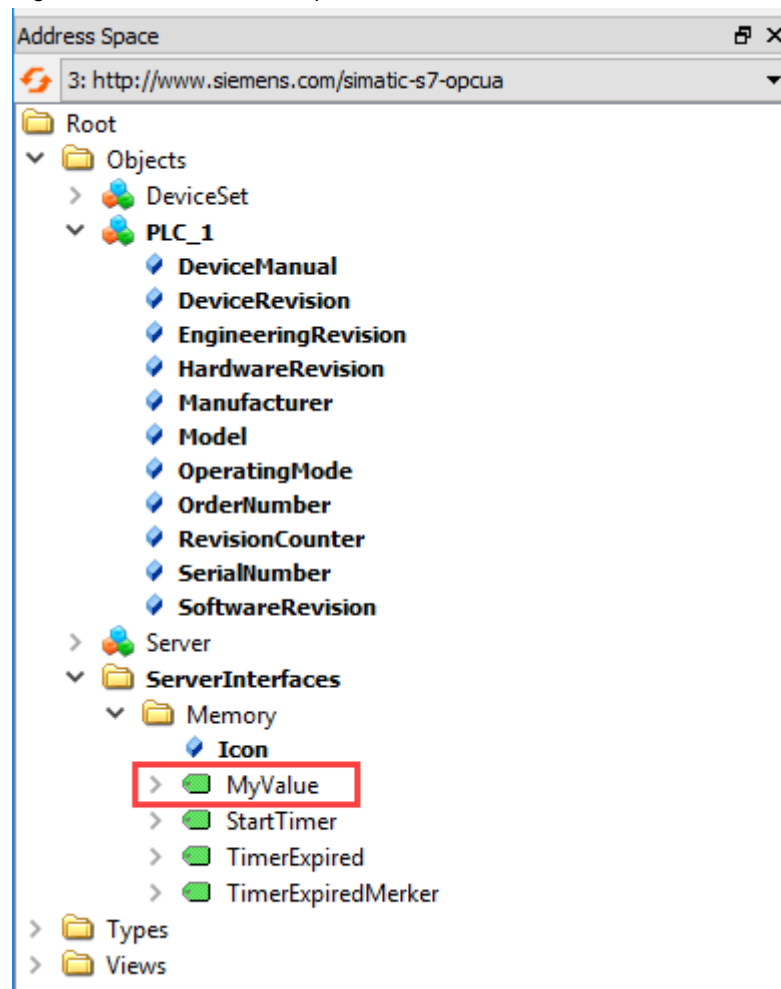 Address Space
3: http://www.siemens.com/simatic-s7-opcua
Root
Objects
DeviceSet
PLC_1
DeviceManual
DeviceRevision
EngineeringRevision
HardwareRevision
Manufacturer
Model
OperatingMode
OrderNumber
RevisionCounter
SerialNumber
SoftwareRevision
Server
ServerInterfaces
Memory
Icon
MyValue
StartTimer
TimerExpired
TimerExpiredMerker
Types
Views